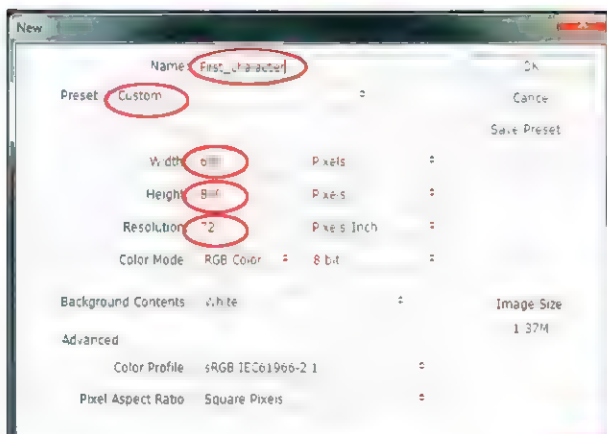 New
Name: First_character OK
Preset Custom Cancel
Save Preset
Width Pixels
Height Pixels
Resolution 72 Pixels Inch
Color Mode RGB Color 8 bit
Background Contents White Image Size
1.37M
Advanced
Color Profile sRGB IEC61966-2.1
Pixel Aspect Ratio Square Pixels